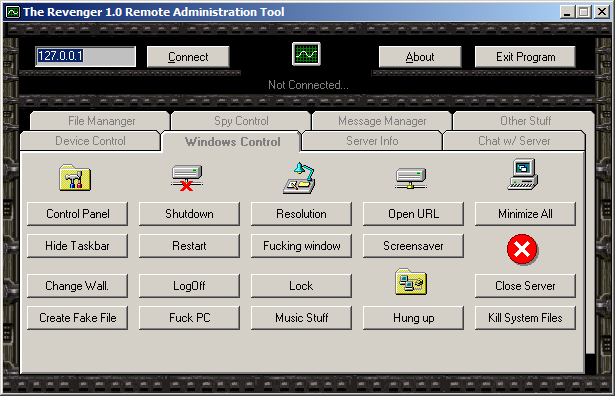 The Revenger 1.0 Remote Administration Tool
127.0.0.1 Connect About Exit Program
Not Connected...
File Mananger Spy Control Message Manager Other Stuff
Device Control Windows Control Server Info Chat w/ Server
Control Panel Shutdown Resolution Open URL Minimize All
Hide Taskbar Restart Fucking window Screensaver
Change Wall. LogOff Lock Close Server
Create Fake File Fuck PC Music Stuff Hung up Kill System Files